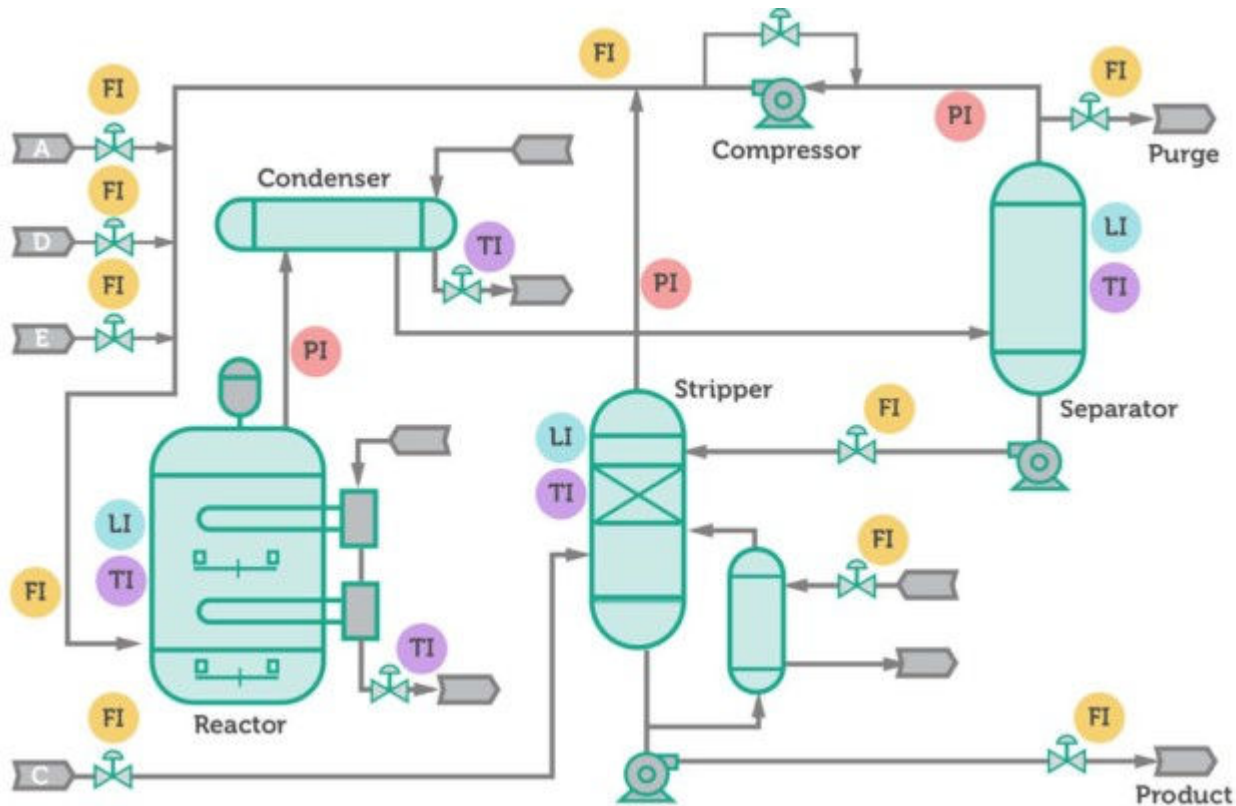 FI
FI
FI
A
PI
Compressor
Purge
Condenser
FI
D
LI
TI
TI
FI
PI
E
PI
Stripper
FI
Separator
LI
TI
LI
FI
TI
FI
TI
Reactor
FI
FI
C
Product